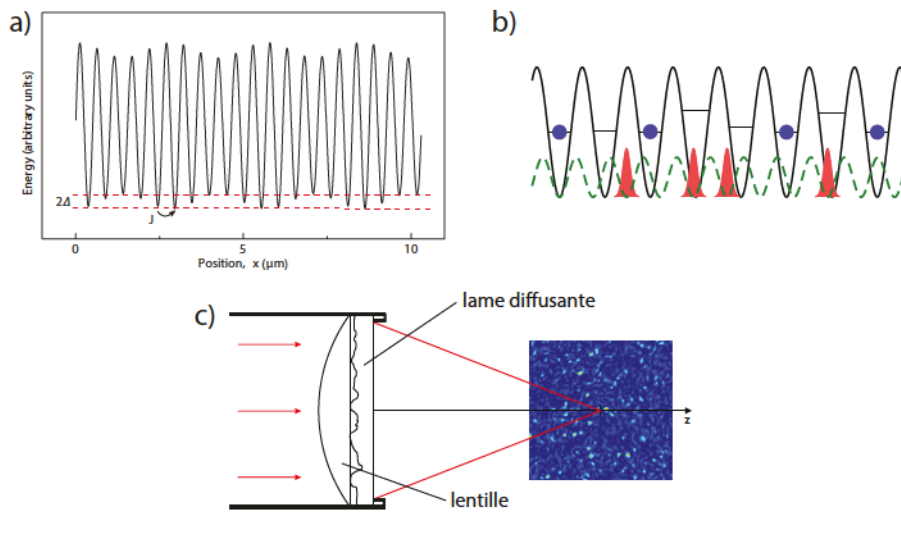 a)
Energy (arbitrary units)
2Δ
J
0
5
10
Position, x (μm)
b)
c)
lame diffusante
z
lentille